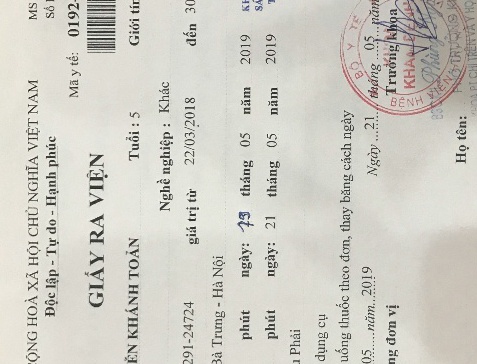 ỘNG HOÀ XÃ HỘI CHỦ NGHĨA VIỆT NAM
Độc lập - Tự do - Hạnh phúc
MS
Số
Mã y tế: 0192-
GIẤY RA VIỆN
ỄN KHÁNH TOÀN
Tuổi : 5
Giới tín
Nghề nghiệp : Khác
291-24724
giá trị từ 22/03/2018
đến 30
Bà Trưng - Hà Nội
phút ngày: tháng 05 năm 2019
phút ngày: 21 tháng 05 năm 2019
u Phải
dụng cụ
uống thuốc theo đơn, thay băng cách ngày
05.....năm....2019
ng đơn vị
Ngày ....21.... tháng 05 năm
Trưởng khoa
BỘ Y TẾ
BỆNH VIỆN
Họ tên: